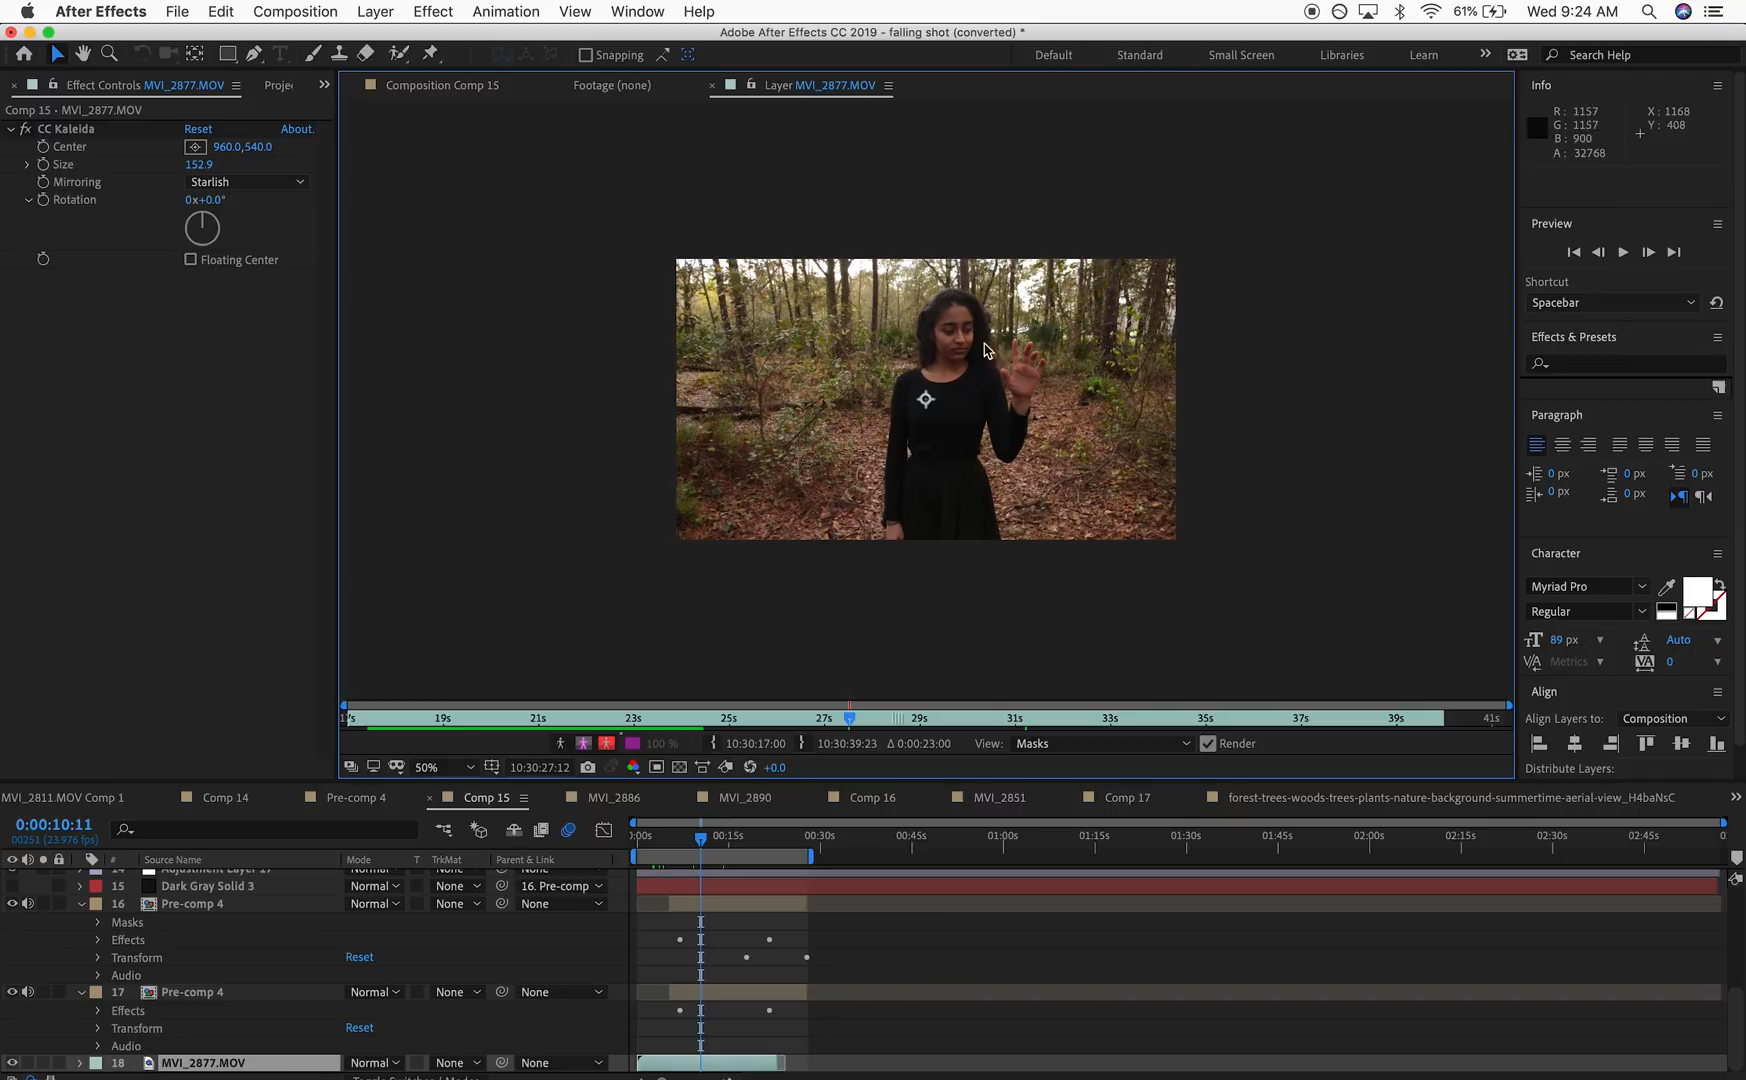 After Effects File Edit Composition Layer Effect Animation View Window Help 61% Wed 9:24 AM
Adobe After Effects CC 2019 - falling shot (converted) *
Snapping Default Standard Small Screen Libraries Learn Search Help
Effect Controls MVI_2877.MOV Proje Composition Comp 15 Footage (none) Layer MVI_2877.MOV Info
Comp 15 • MVI_2877.MOV
fx CC Kaleida Reset About.
Center 960.0,540.0
Size 152.9
Mirroring Starlish
Rotation 0x+0.0°
Floating Center
R : 1157 X : 1168
G : 1157 Y : 408
B : 900
A : 32768
Preview
Shortcut
Spacebar
Effects & Presets
Paragraph
0 px 0 px 0 px
0 px 0 px
Character
Myriad Pro
Regular
89 px Auto
Metrics 0
Align
Align Layers to: Composition
Distribute Layers:
19s 21s 23s 25s 27s 29s 31s 33s 35s 37s 39s 41s
100 % 10:30:17:00 10:30:39:23 Δ 0:00:23:00 View: Masks Render
50% 10:30:27:12 +0.0
MVI_2811.MOV Comp 1 Comp 14 Pre-comp 4 Comp 15 MVI_2886 MVI_2890 Comp 16 MVI_2851 Comp 17 forest-trees-woods-trees-plants-nature-background-summertime-aerial-view_H4baNsC
0:00:10:11
00251 (23.976 fps)
:00s 00:15s 00:30s 00:45s 01:00s 01:15s 01:30s 01:45s 02:00s 02:15s 02:30s 02:45s
# Source Name Mode T TrkMat Parent & Link
14 Adjustment Layer 17 Normal None None
15 Dark Gray Solid 3 Normal None 16. Pre-comp
16 Pre-comp 4 Normal None None
Masks
Effects
Transform Reset
Audio
17 Pre-comp 4 Normal None None
Effects
Transform Reset
Audio
18 MVI_2877.MOV Normal None None
Toggle Switches / Modes